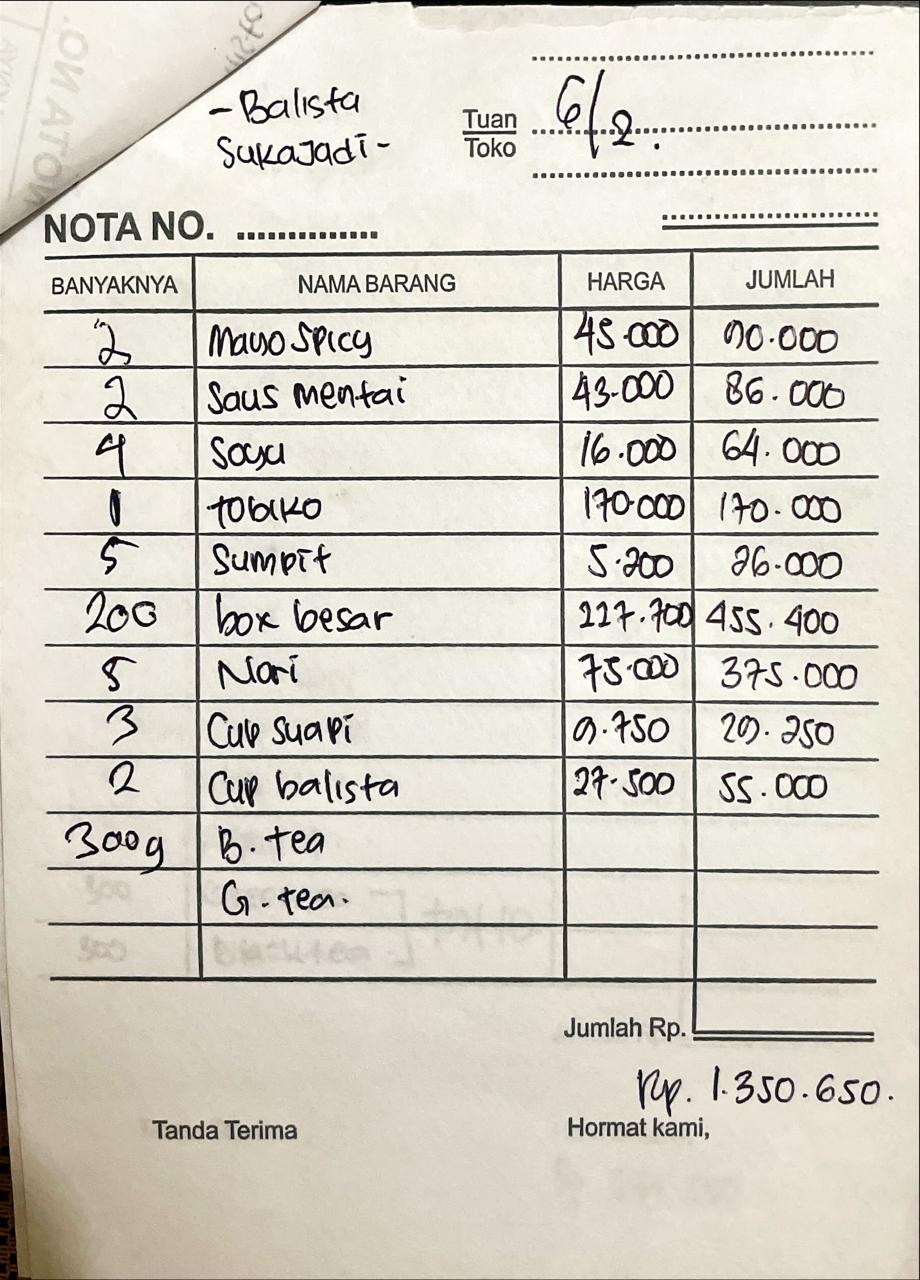 - Balista
Sukajadi -
Tuan
Toko
6/2.
NOTA NO. ..............
BANYAKNYA NAMA BARANG HARGA JUMLAH
2 Mayo Spicy 45.000 90.000
2 Saus mentai 43.000 86.000
4 Soya 16.000 64.000
1 tobiko 170.000 170.000
5 Sumpit 5.200 26.000
200 box besar 227.700 455.400
5 Nori 75.000 375.000
3 Cup suapi 9.750 29.250
2 Cup balista 27.500 55.000
300g B. tea
G. tea.
Jumlah Rp.
Rp. 1.350.650.
Tanda Terima Hormat kami,